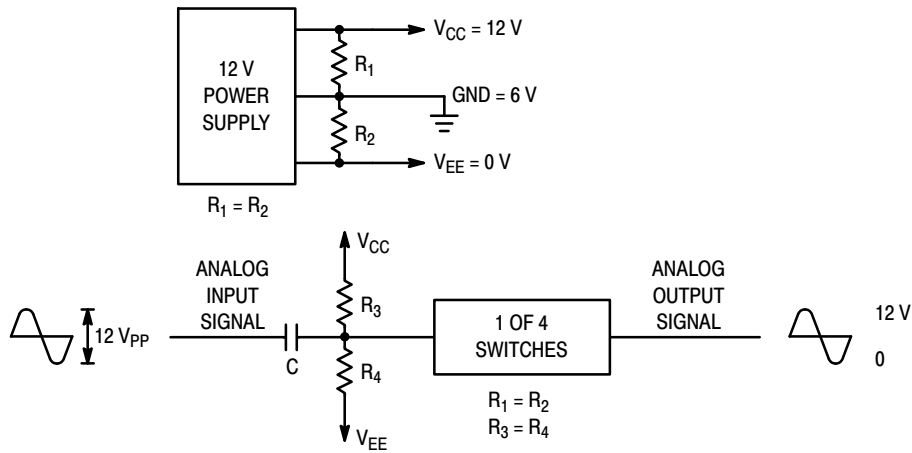 12 V
POWER
SUPPLY
V_CC = 12 V
R_1
GND = 6 V
R_2
V_EE = 0 V
R_1 = R_2
V_CC
ANALOG
INPUT
SIGNAL
ANALOG
OUTPUT
SIGNAL
R_3
12 V_PP
C
1 OF 4
SWITCHES
12 V
0
R_4
R_1 = R_2
R_3 = R_4
V_EE